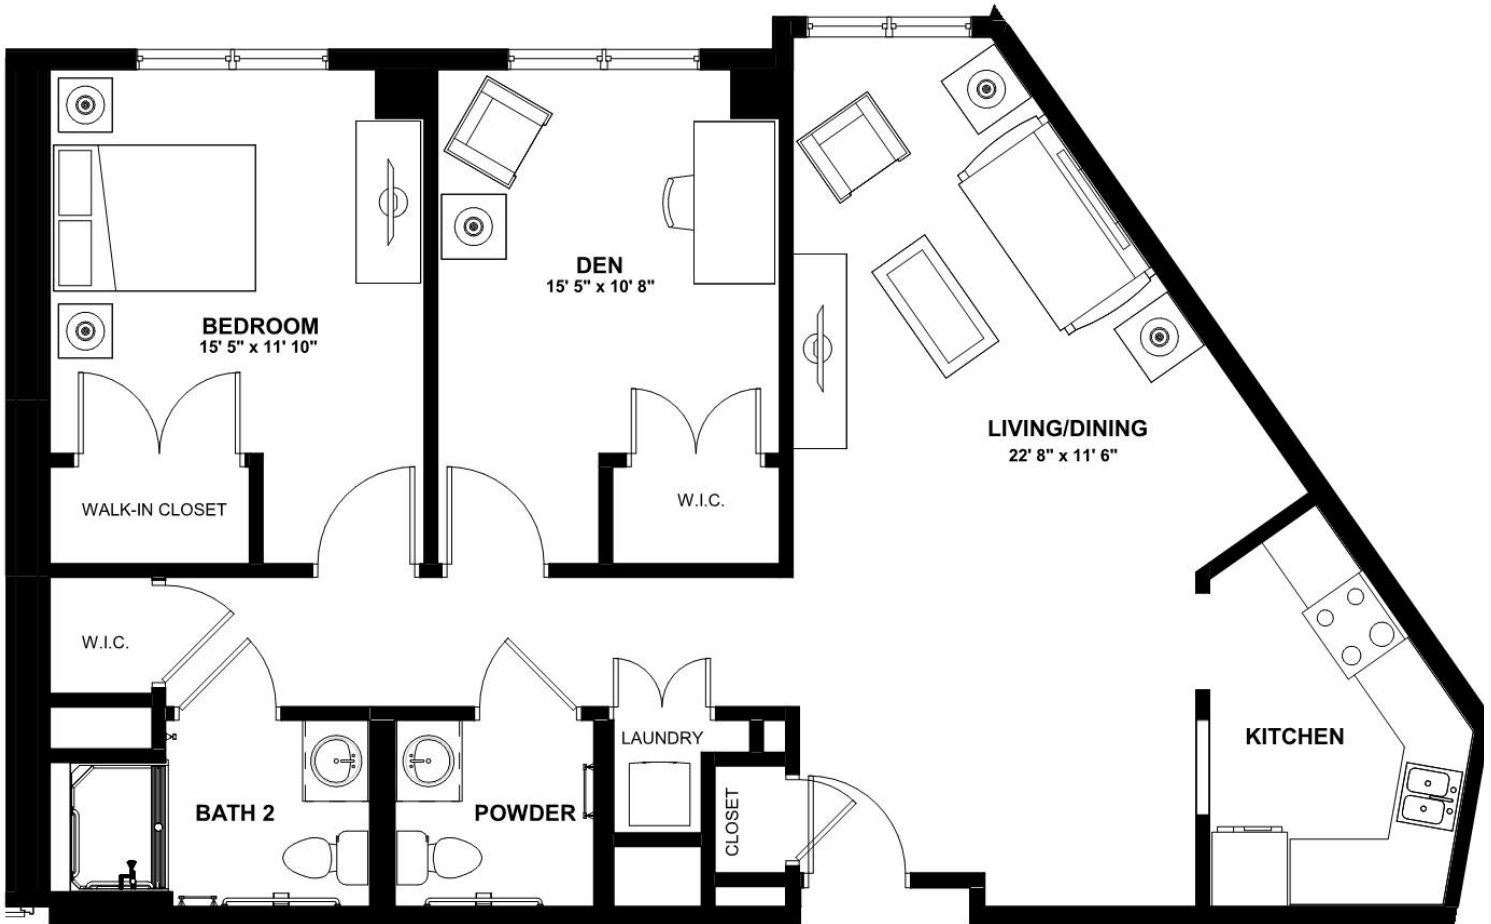 DEN
15' 5" x 10' 8"
BEDROOM
15' 5" x 11' 10"
LIVING/DINING
22' 8" x 11' 6"
WALK-IN CLOSET
W.I.C.
W.I.C.
LAUNDRY
KITCHEN
BATH 2
POWDER
CLOSET